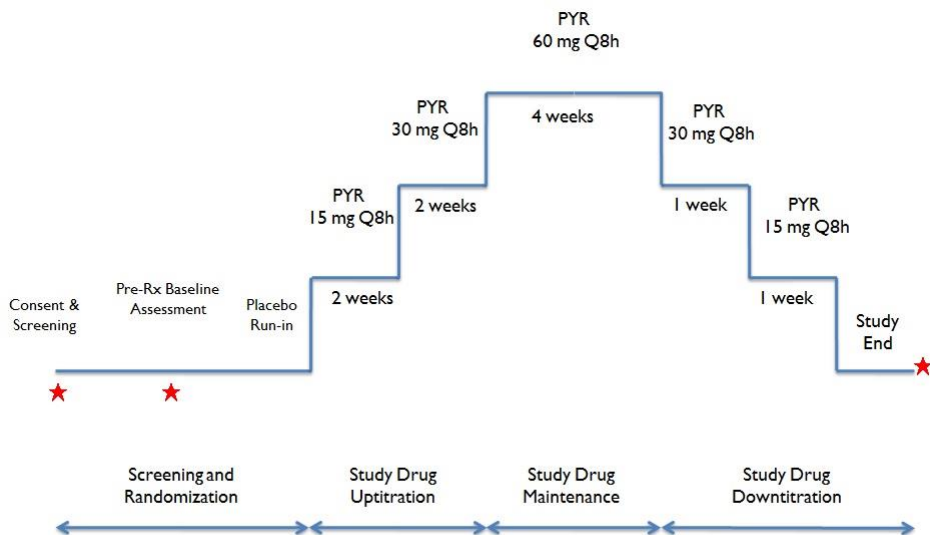 PYR
60 mg Q8h
PYR
30 mg Q8h
4 weeks
PYR
30 mg Q8h
PYR
15 mg Q8h
2 weeks
1 week
PYR
15 mg Q8h
Consent &
Screening
Pre-Rx Baseline
Assessment
Placebo
Run-in
2 weeks
1 week
Study
End
Screening and
Randomization
Study Drug
Uptitration
Study Drug
Maintenance
Study Drug
Downtitration